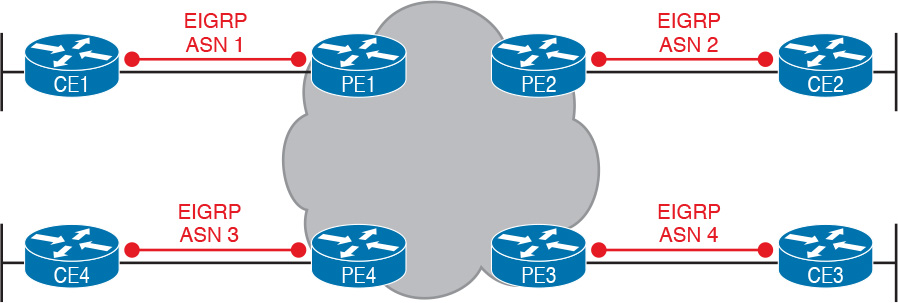 EIGRP
ASN 1
EIGRP
ASN 2
CE1
PE1
PE2
CE2
EIGRP
ASN 3
EIGRP
ASN 4
CE4
PE4
PE3
CE3